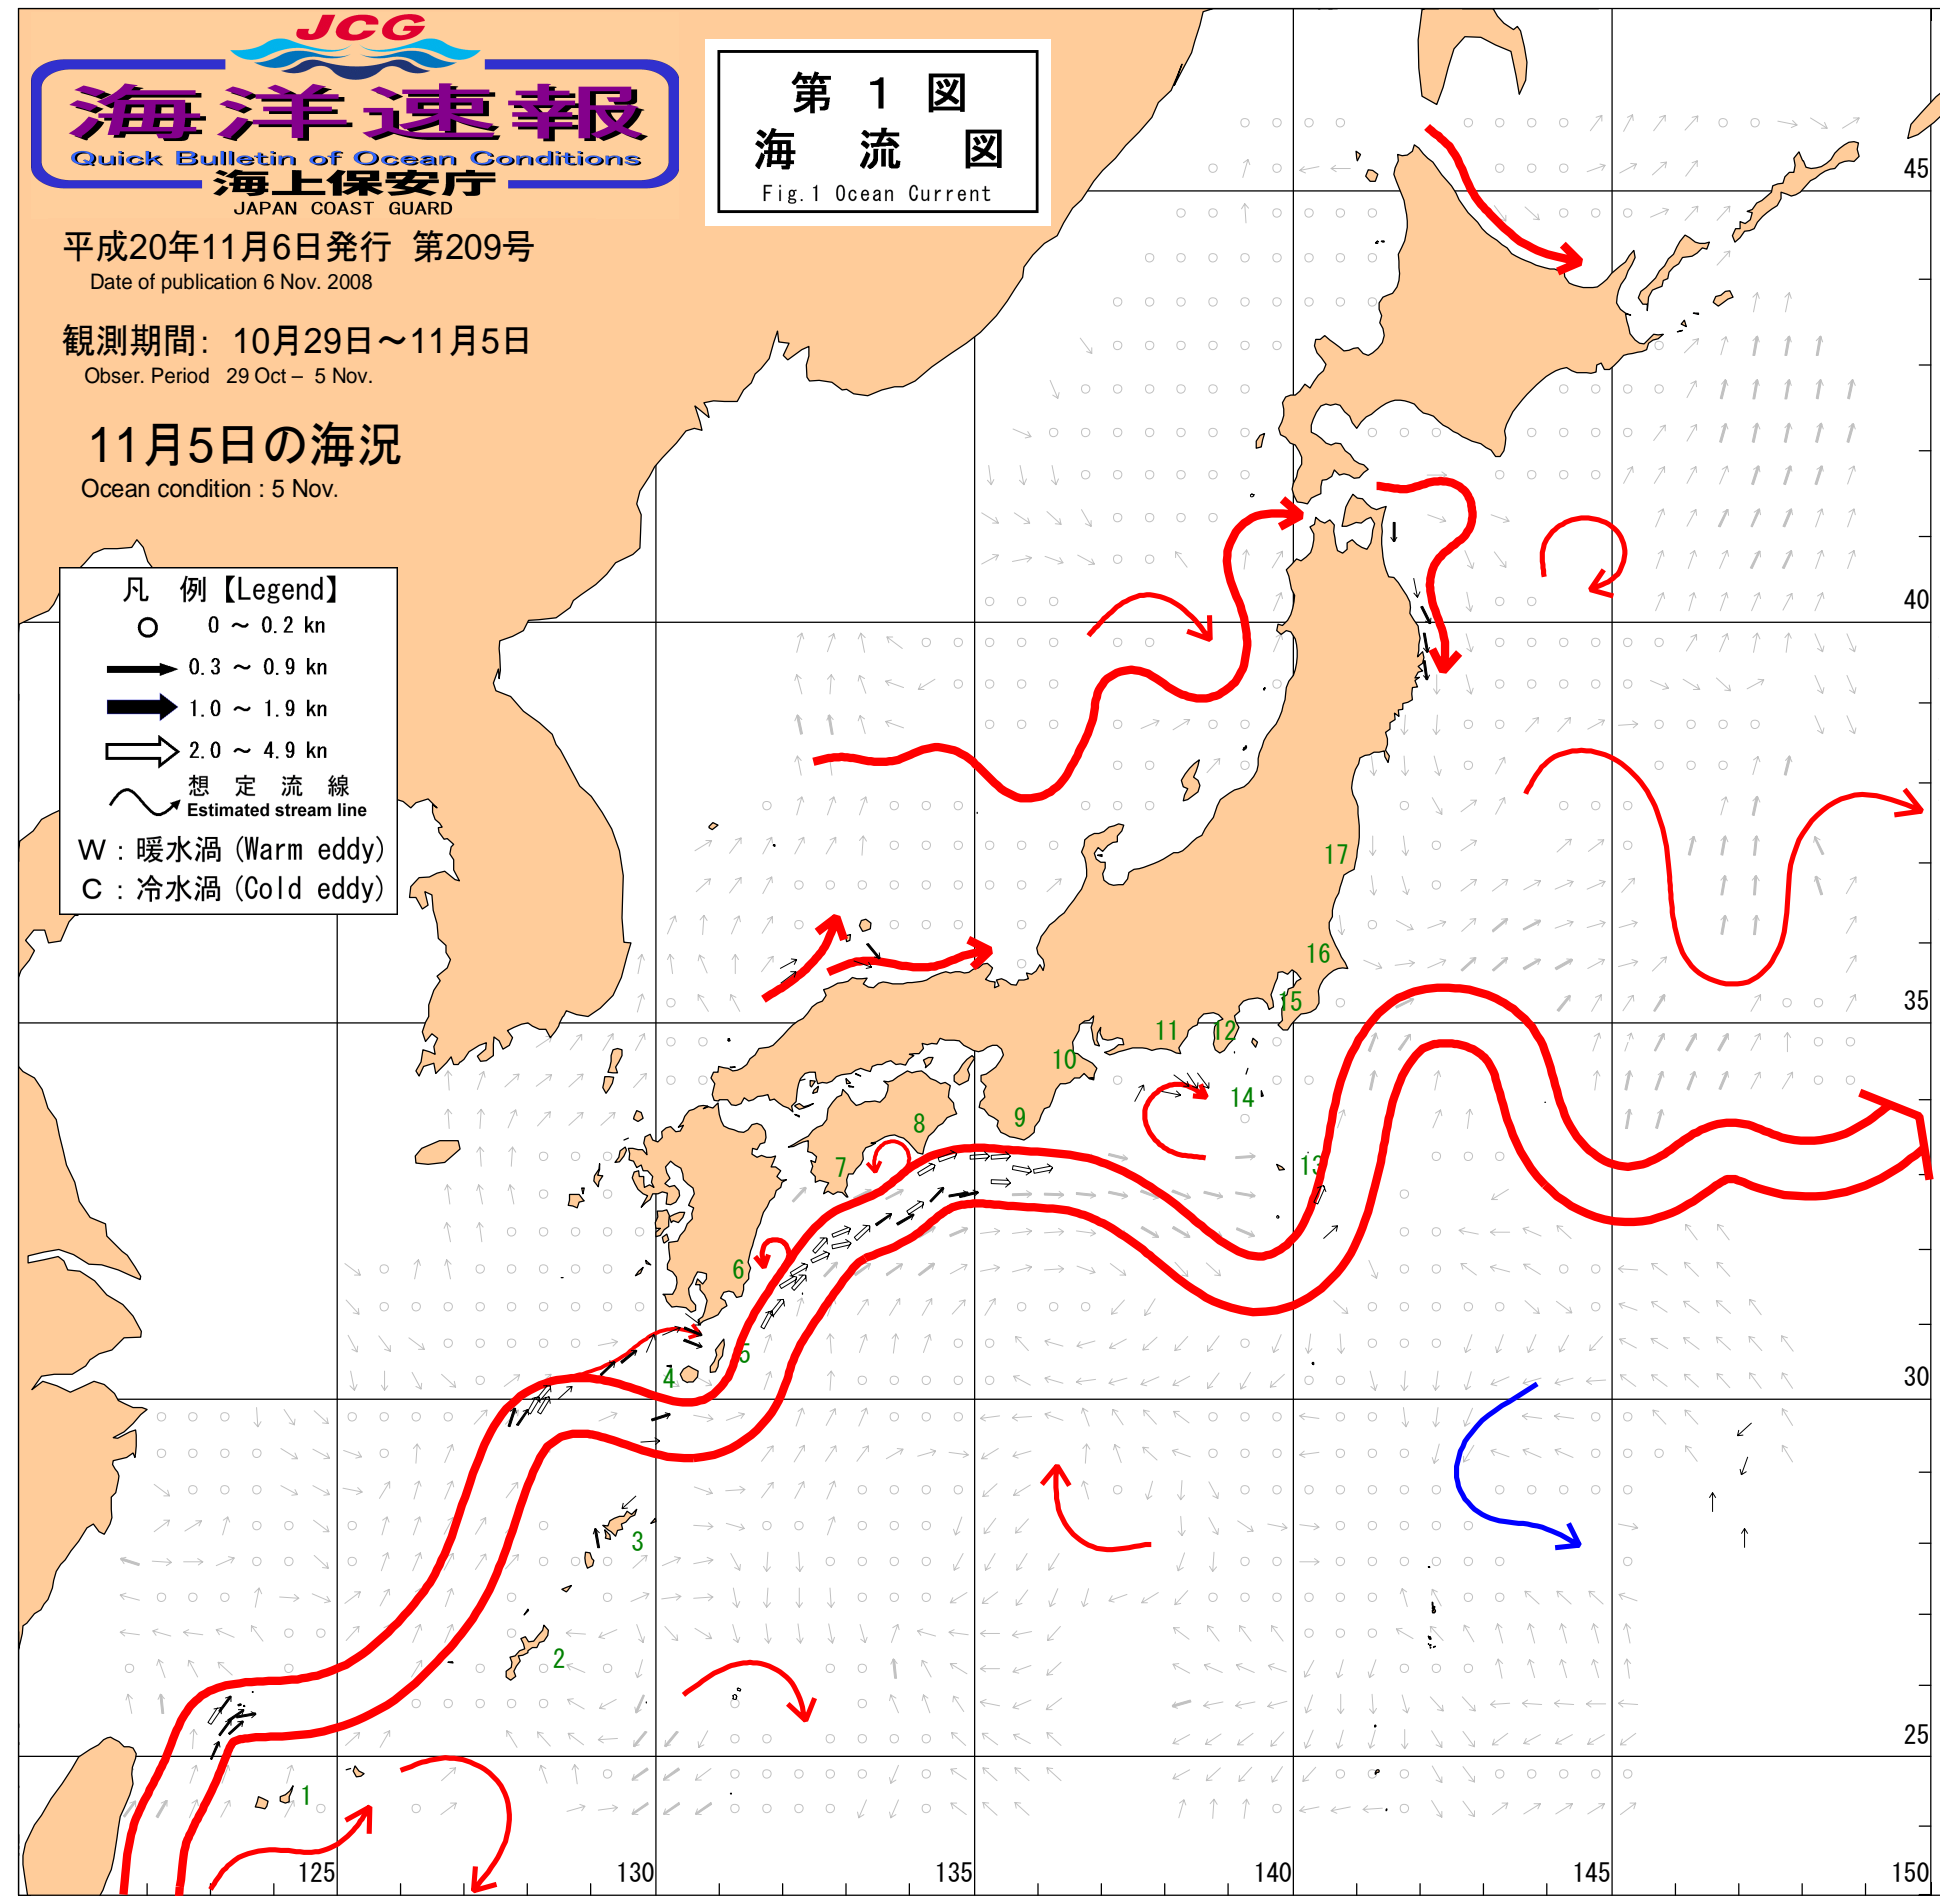 JCG
海洋速報
Quick Bulletin of Ocean Conditions
海上保安庁
JAPAN COAST GUARD
第 1 図
海 流 図
Fig.1 Ocean Current
平成20年11月6日発行 第209号
Date of publication 6 Nov. 2008
観測期間: 10月29日～11月5日
Obser. Period 29 Oct – 5 Nov.
11月5日の海況
Ocean condition : 5 Nov.
凡 例【Legend】
0 ～ 0.2 kn
0.3 ～ 0.9 kn
1.0 ～ 1.9 kn
2.0 ～ 4.9 kn
想 定 流 線
Estimated stream line
W : 暖水渦 (Warm eddy)
C : 冷水渦 (Cold eddy)
45
40
17
16
35
15
11
12
10
14
9
8
7
13
6
5
4
30
3
2
25
1
125
130
135
140
145
150